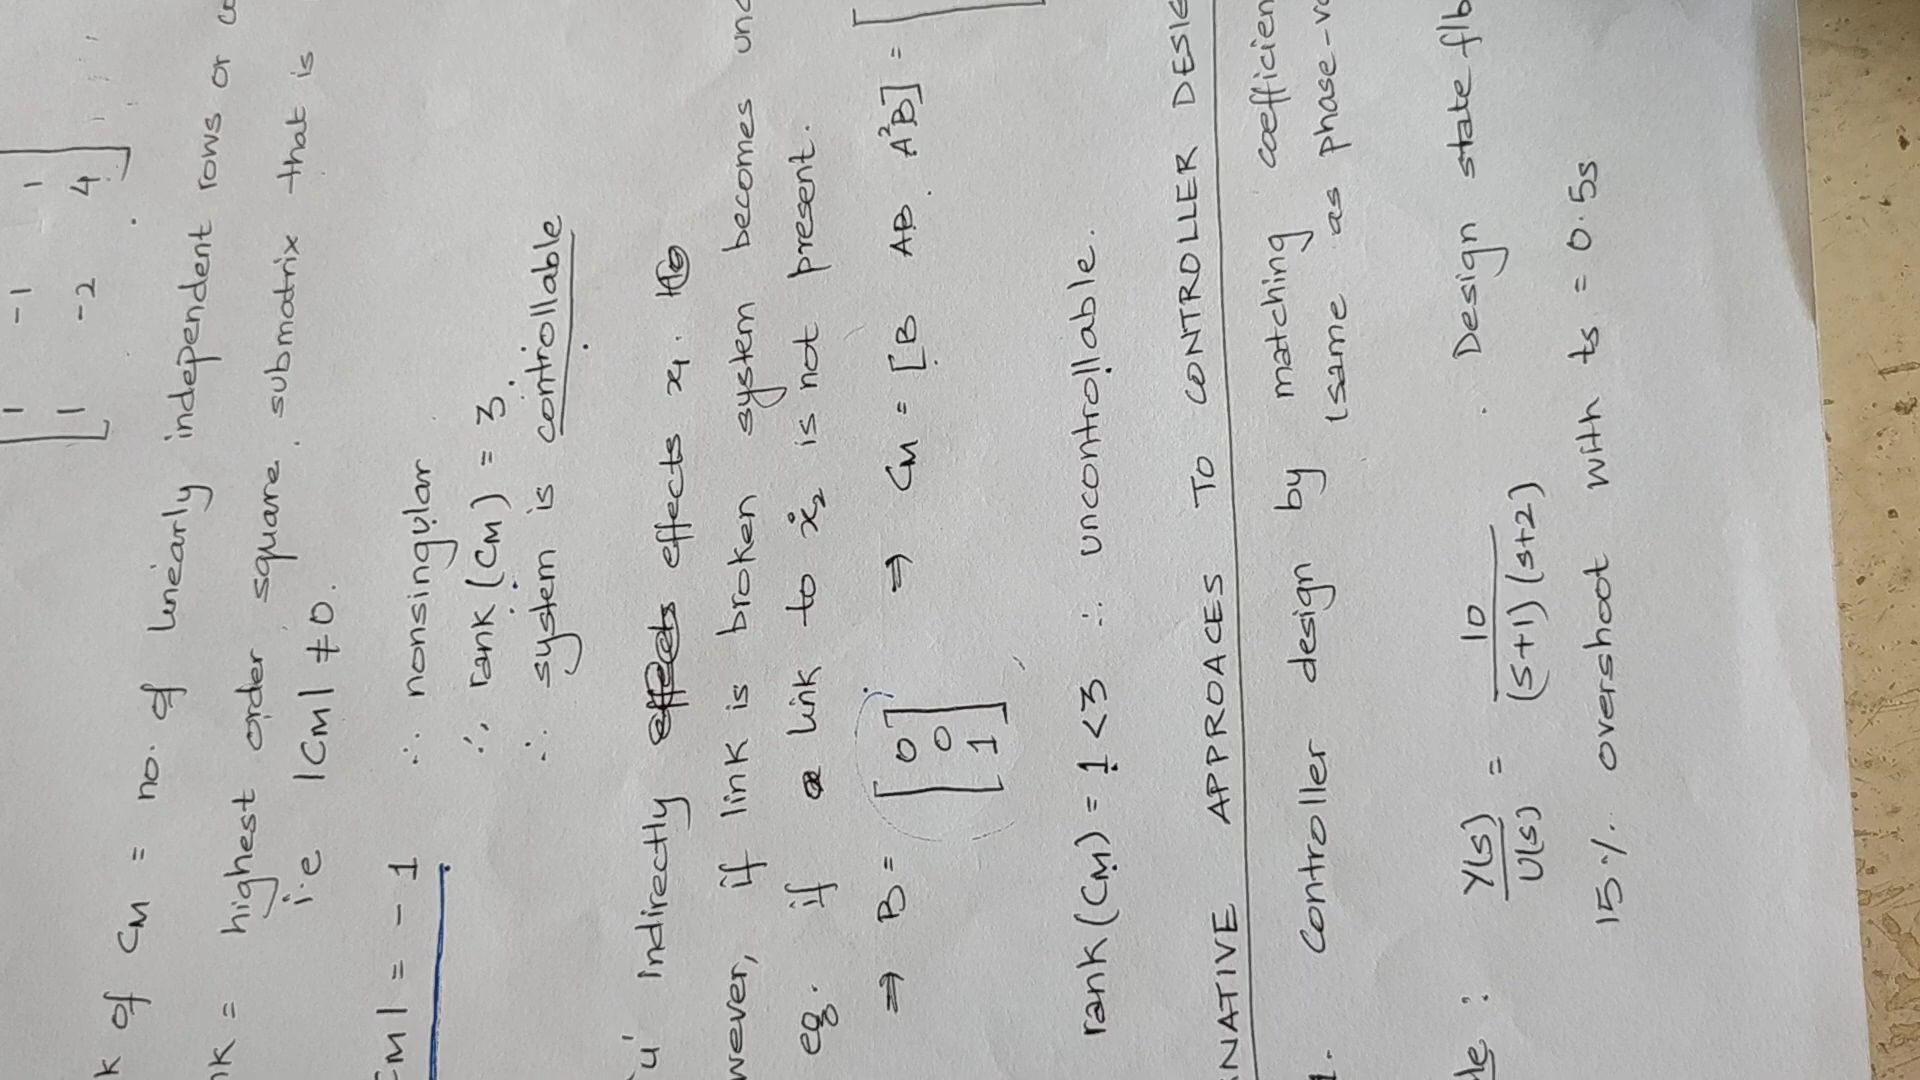 1 -1 1
1 -2 4
k of CM = no. of linearly independent rows or
nk = highest order square submatrix that is
i.e |CM| ≠ 0.
CM| = -1 ∴ nonsingular
∴ rank (CM) = 3
∴ system is controllable
'u' indirectly effects effects x1.
wever, if link is broken system becomes unc
eg. if link to ẋ2 is not present.
⇒ B = [0 0 1] ⇒ CM = [B AB A²B] =
rank (CM) = 1 < 3 ∴ uncontrollable.
NATIVE APPROACES TO CONTROLLER DESIG
1. Controller design by matching coefficien
(same as phase-va
le : Y(s)/U(s) = 10/(s+1)(s+2) . Design state f/b
15 % overshoot with ts = 0.5s